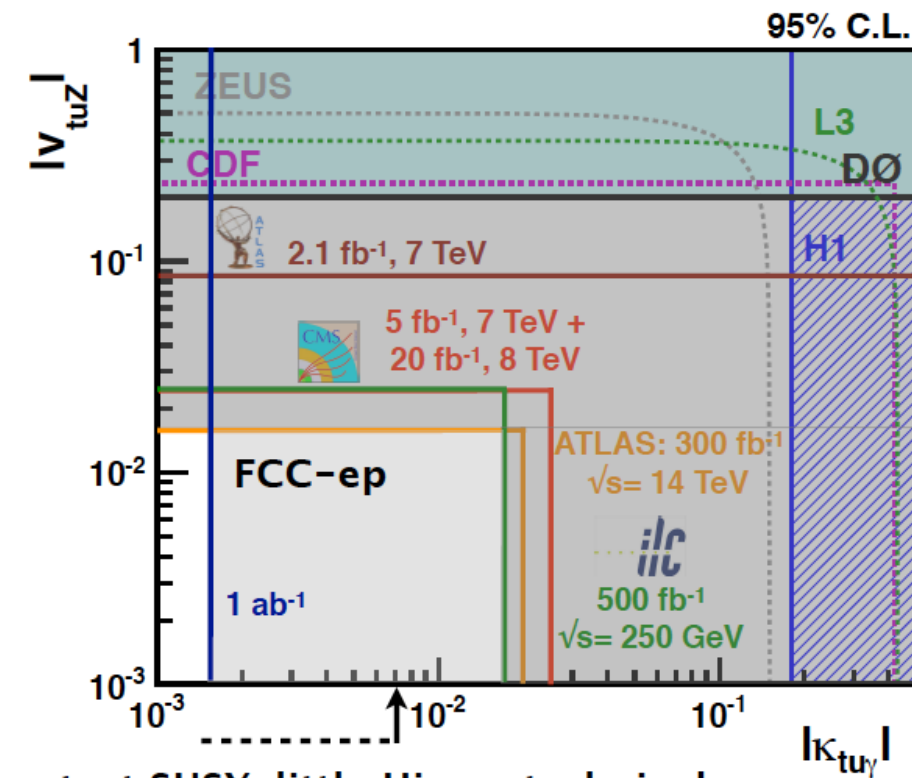 95% C.L.
1
|v_tuZ|
ZEUS
L3
CDF
DØ
ATLAS
2.1 fb⁻¹, 7 TeV
H1
10⁻¹
CMS
5 fb⁻¹, 7 TeV +
20 fb⁻¹, 8 TeV
ATLAS: 300 fb⁻¹
√s= 14 TeV
10⁻²
FCC-ep
ilc
1 ab⁻¹
500 fb⁻¹
√s= 250 GeV
10⁻³
10⁻³ 10⁻² 10⁻¹
|κ_tuγ|